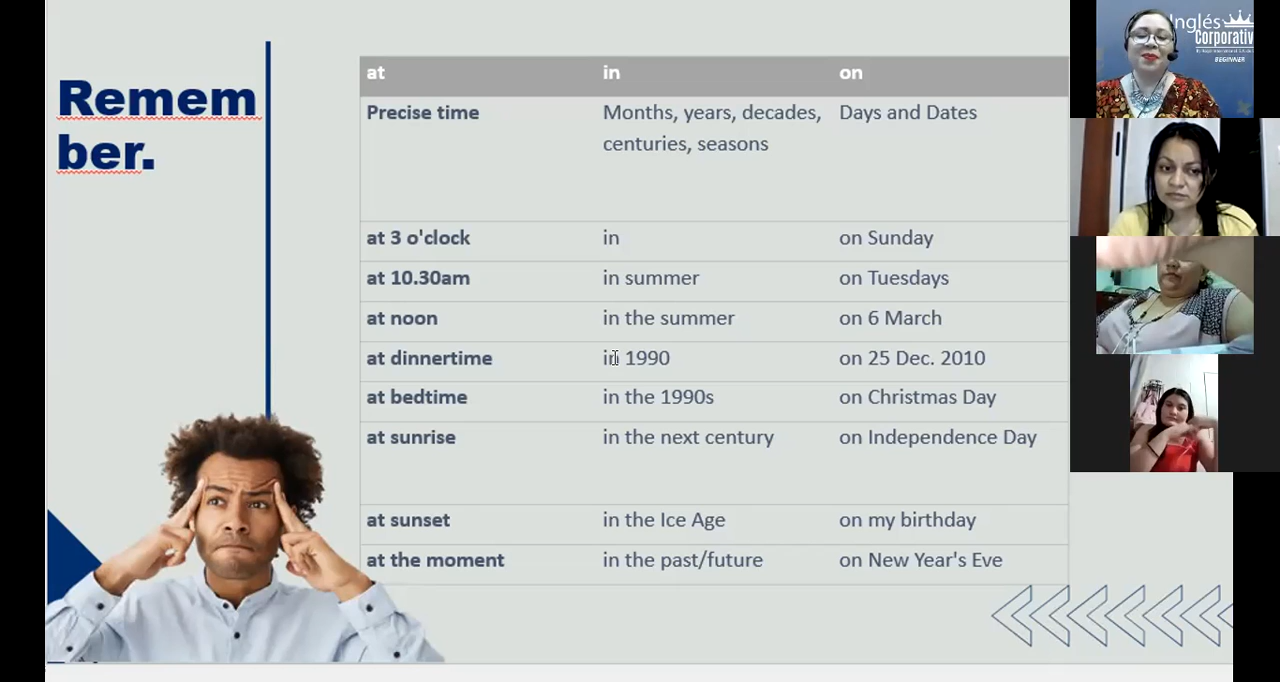 Remem
ber.
at in on
Precise time Months, years, decades, Days and Dates
centuries, seasons
at 3 o'clock in on Sunday
at 10.30am in summer on Tuesdays
at noon in the summer on 6 March
at dinnertime in 1990 on 25 Dec. 2010
at bedtime in the 1990s on Christmas Day
at sunrise in the next century on Independence Day
at sunset in the Ice Age on my birthday
at the moment in the past/future on New Year's Eve
Inglés
Corporativ
BEGINNER